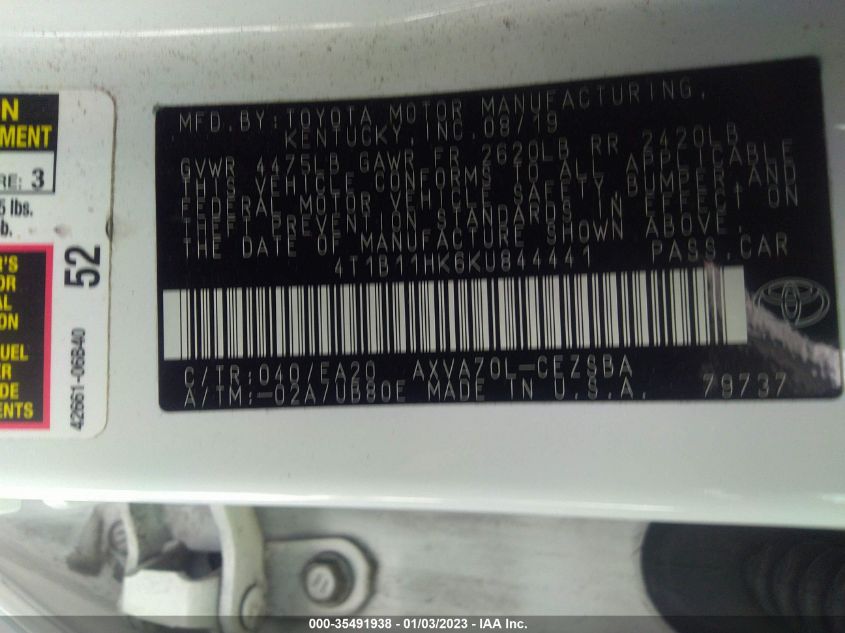 MFD.BY:TOYOTA MOTOR MANUFACTURING,
KENTUCKY,INC.08/19
GVWR 4475LB GAWR FR 2620LB RR 2420LB
THIS VEHICLE CONFORMS TO ALL APPLICABLE
FEDERAL MOTOR VEHICLE SAFETY,BUMPER,AND
THEFT PREVENTION STANDARDS IN EFFECT ON
THE DATE OF MANUFACTURE SHOWN ABOVE.
4T1B11HK6KU844441 PASS.CAR
C/TR:040/EA20 AXVA70L-CEZSBA
A/TM:-02A/UB80E MADE IN U.S.A. 79737
N
MENT
RE: 3
5 lbs.
b.
R'S
OR
AL
ON
UEL
ER
DE
ENTS
52
42661-06B40
000-35491938 - 01/03/2023 - IAA Inc.